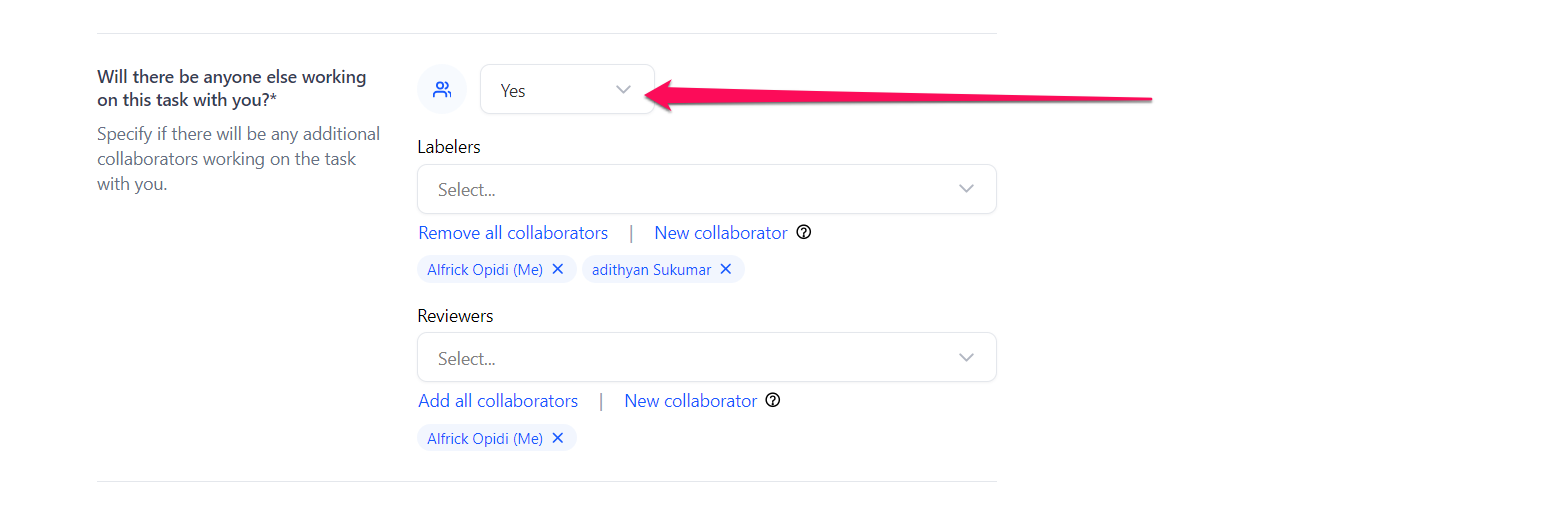 Will there be anyone else working
on this task with you?*
Specify if there will be any additional
collaborators working on the task
with you.
Yes
Labelers
Select...
Remove all collaborators | New collaborator
Alfrick Opidi (Me) adithyan Sukumar
Reviewers
Select...
Add all collaborators | New collaborator
Alfrick Opidi (Me)